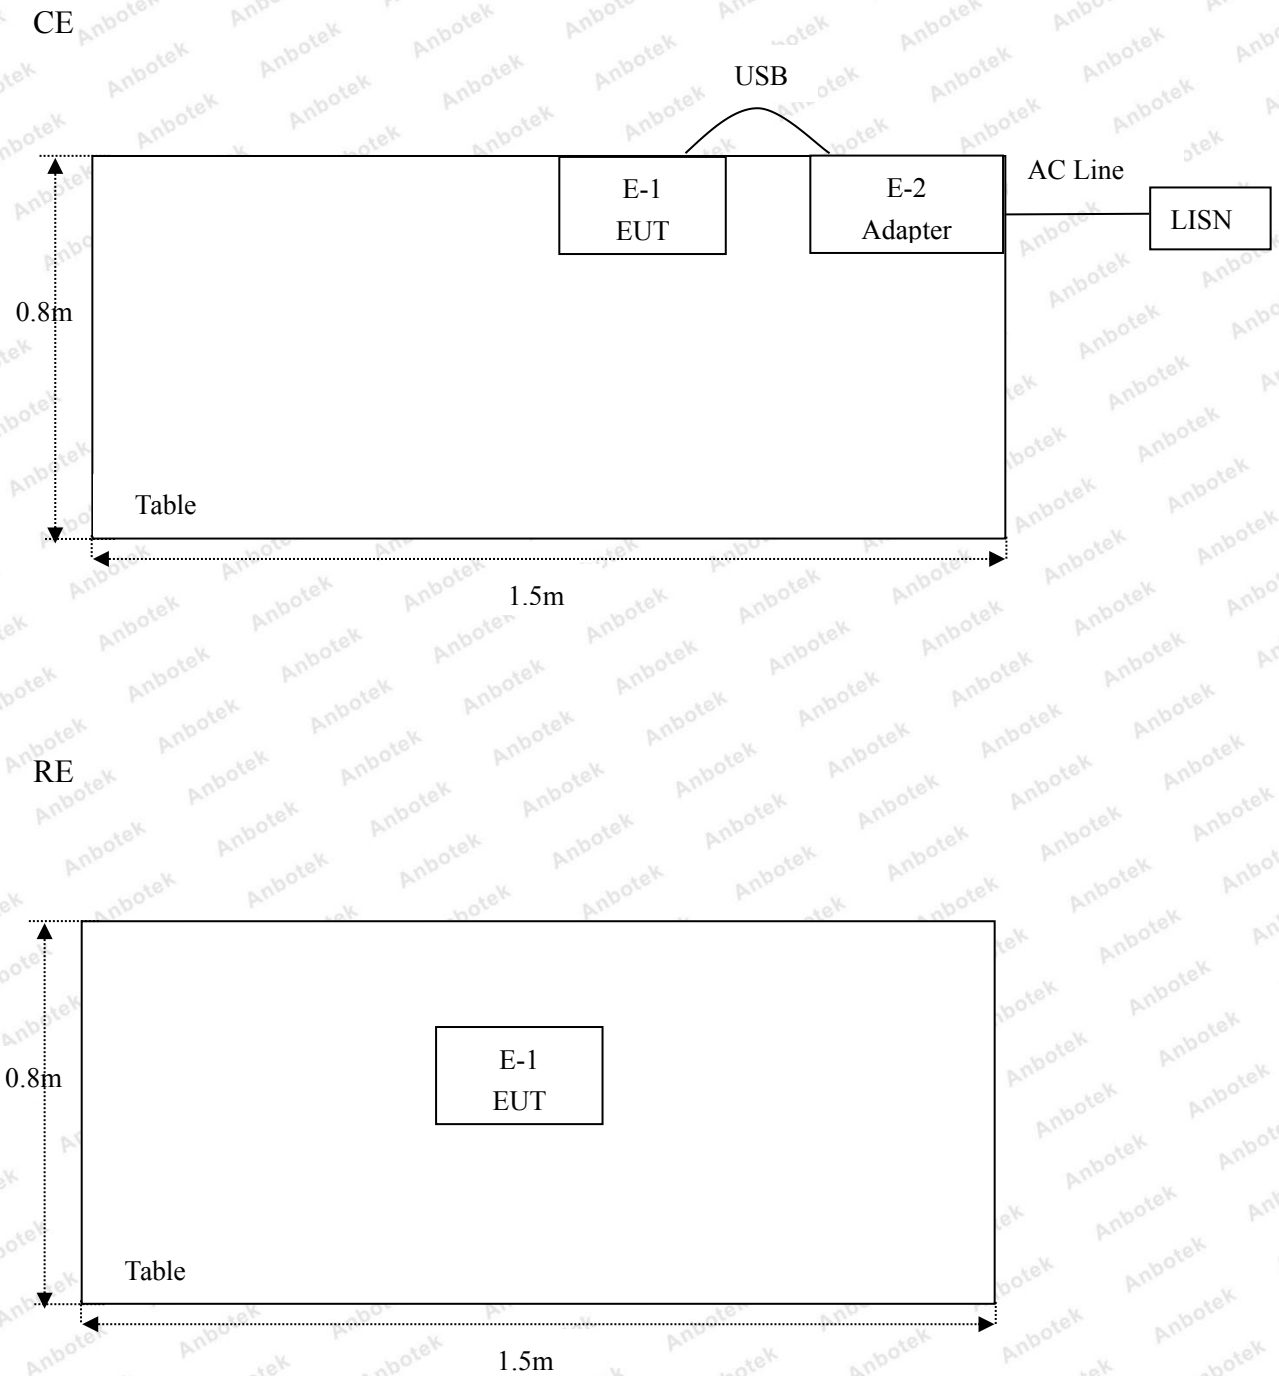 CE
USB
E-1
EUT
E-2
Adapter
AC Line
LISN
0.8m
Table
1.5m
RE
E-1
EUT
0.8m
Table
1.5m
Anbotek